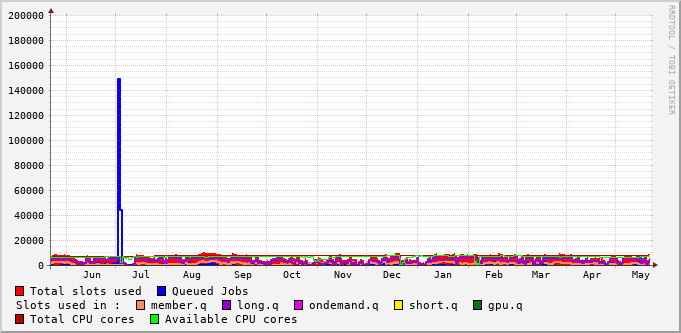 200000
180000
160000
140000
120000
100000
80000
60000
40000
20000
0
Jun Jul Aug Sep Oct Nov Dec Jan Feb Mar Apr May
Total slots used Queued Jobs
Slots used in : member.q long.q ondemand.q short.q gpu.q
Total CPU cores Available CPU cores
RRDTOOL / TOBI OETIKER